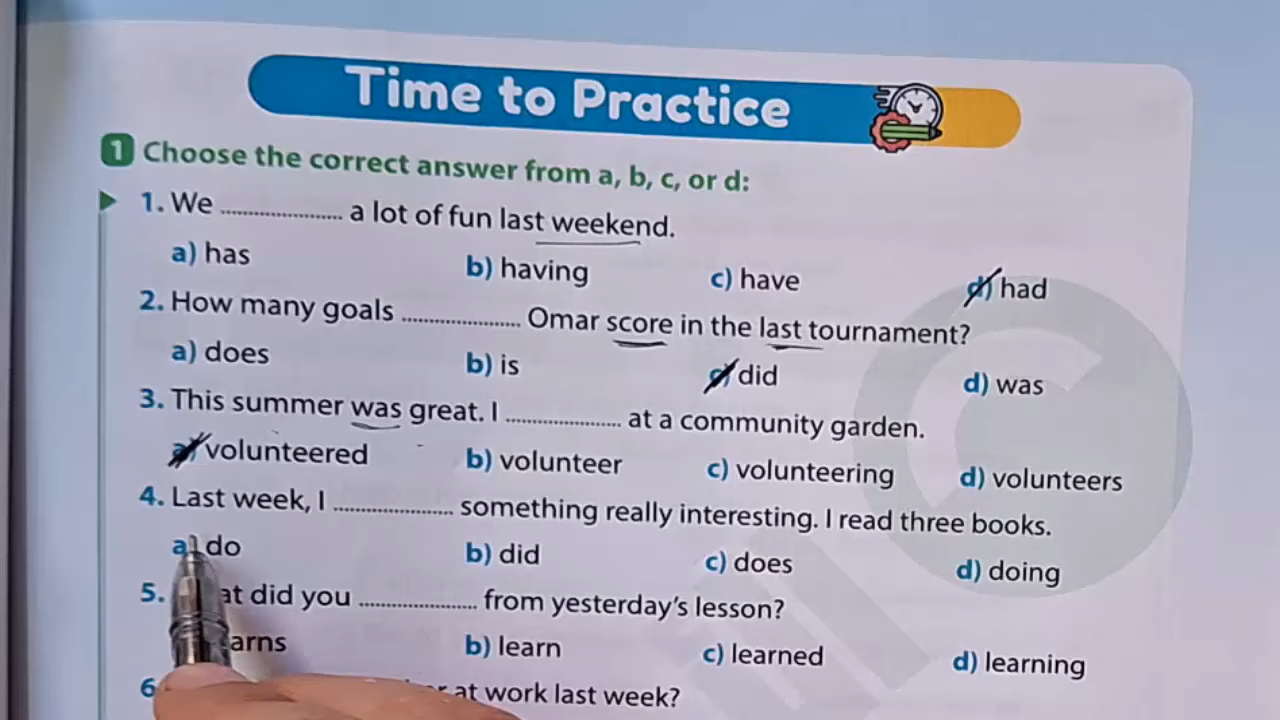 Time to Practice
1 Choose the correct answer from a, b, c, or d:
1. We ........................ a lot of fun last weekend.
a) has b) having c) have d) had
2. How many goals ........................ Omar score in the last tournament?
a) does b) is c) did d) was
3. This summer was great. I ........................ at a community garden.
a) volunteered b) volunteer c) volunteering d) volunteers
4. Last week, I ........................ something really interesting. I read three books.
a) do b) did c) does d) doing
5. did you ........................ from yesterday's lesson?
b) learn c) learned d) learning
6 at work last week?